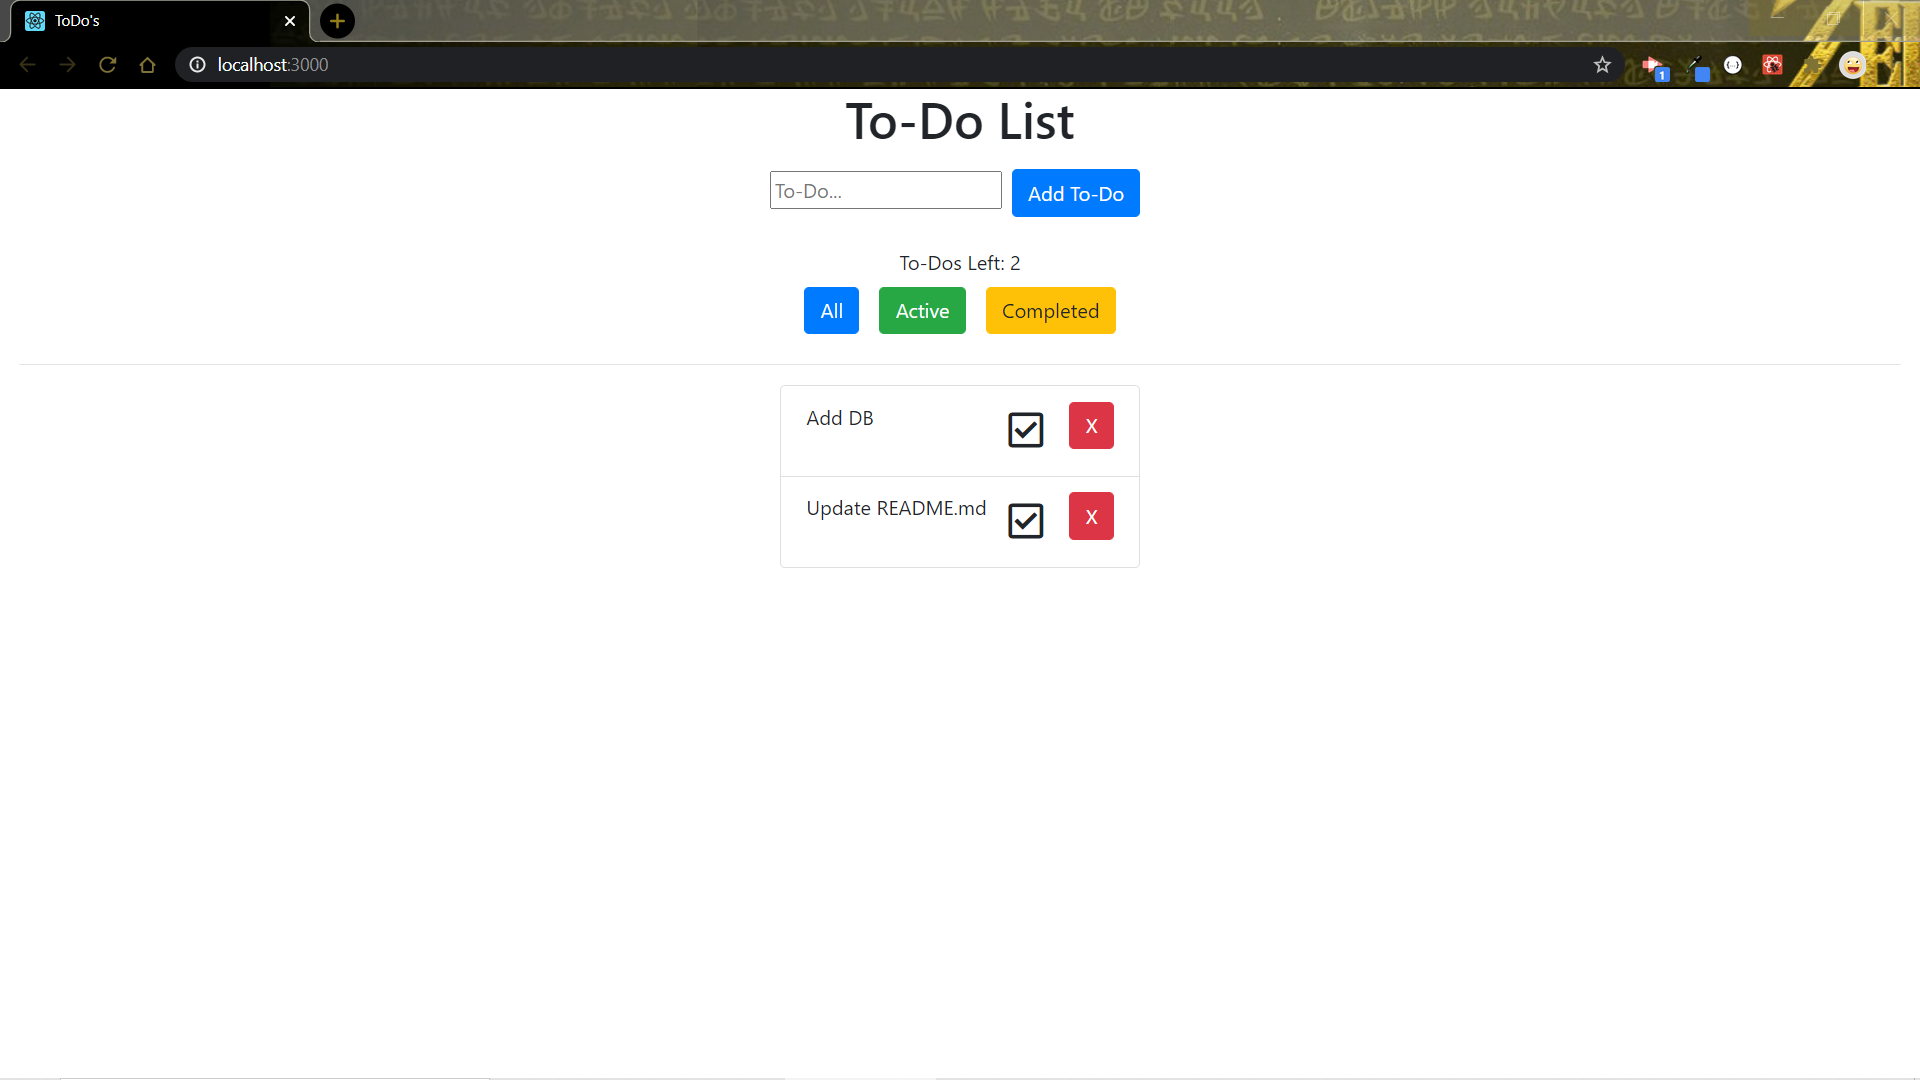 ToDo's
localhost:3000
1
To-Do List
To-Do...
Add To-Do
To-Dos Left: 2
All
Active
Completed
Add DB
X
Update README.md
X